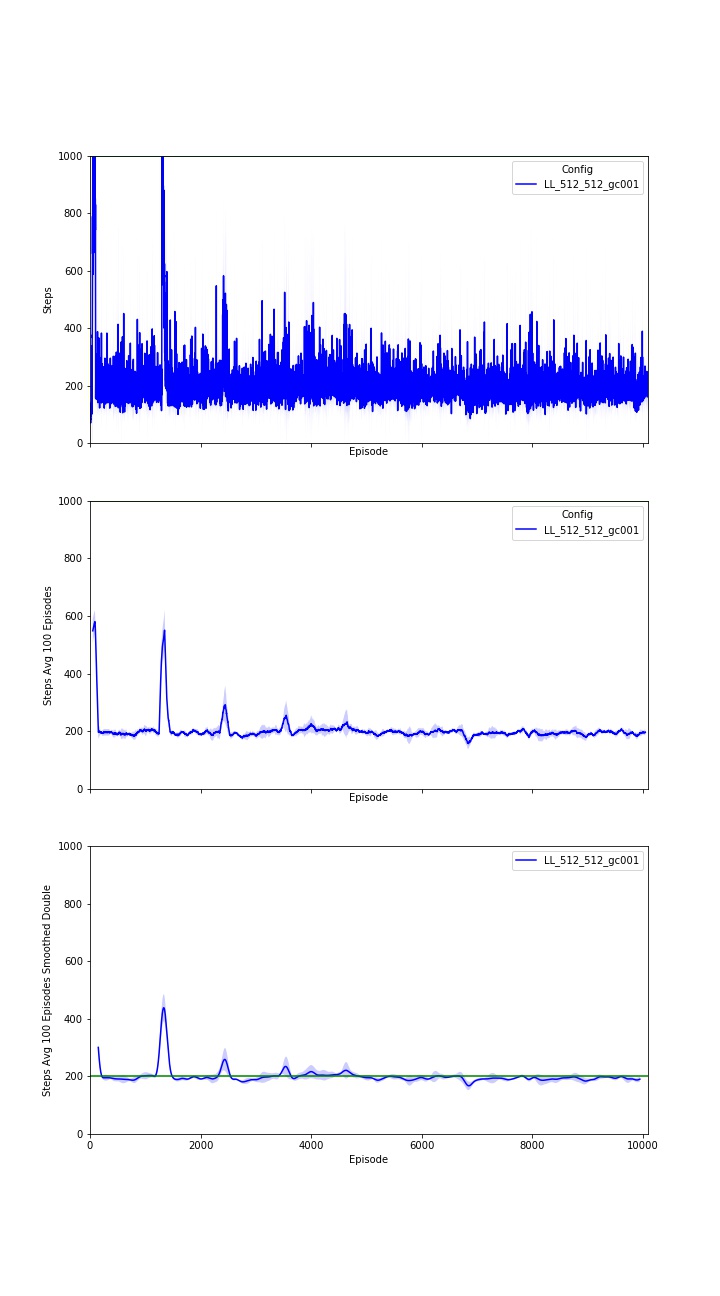 1000
800
600
400
200
0
Steps
Episode
Config
LL_512_512_gc001
1000
800
600
400
200
0
Steps Avg 100 Episodes
Episode
Config
LL_512_512_gc001
1000
800
600
400
200
0
Steps Avg 100 Episodes Smoothed Double
LL_512_512_gc001
0 2000 4000 6000 8000 10000
Episode